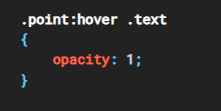 .point:hover .text
{
    opacity: 1;
}